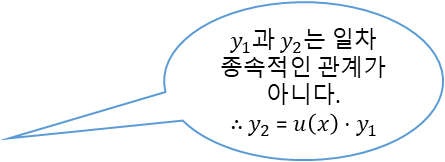 y₁과 y₂는 일차
종속적인 관계가
아니다.
∴ y₂ = u(x) · y₁